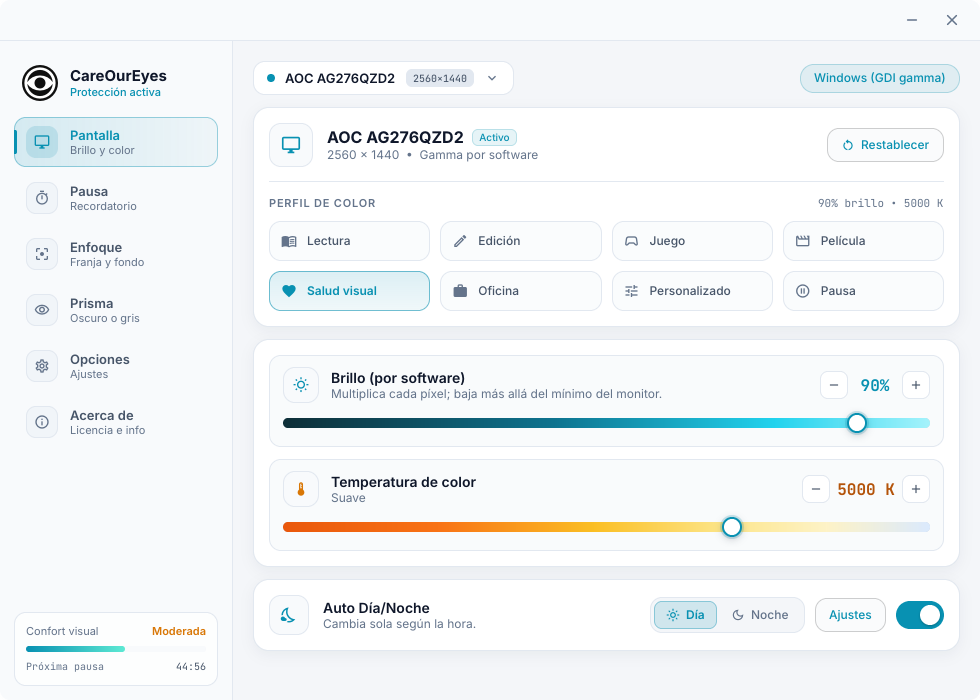 CareOurEyes
Protección activa
Pantalla
Brillo y color
Pausa
Recordatorio
Enfoque
Franja y fondo
Prisma
Oscuro o gris
Opciones
Ajustes
Acerca de
Licencia e info
Confort visual Moderada
Próxima pausa 44:56
AOC AG276QZD2 2560×1440
Windows (GDI gamma)
AOC AG276QZD2 Activo
2560 × 1440 • Gamma por software
Restablecer
PERFIL DE COLOR 90% brillo • 5000 K
Lectura Edición Juego Película
Salud visual Oficina Personalizado Pausa
Brillo (por software)
Multiplica cada píxel; baja más allá del mínimo del monitor.
− 90% +
Temperatura de color
Suave
− 5000 K +
Auto Día/Noche
Cambia sola según la hora.
Día Noche Ajustes